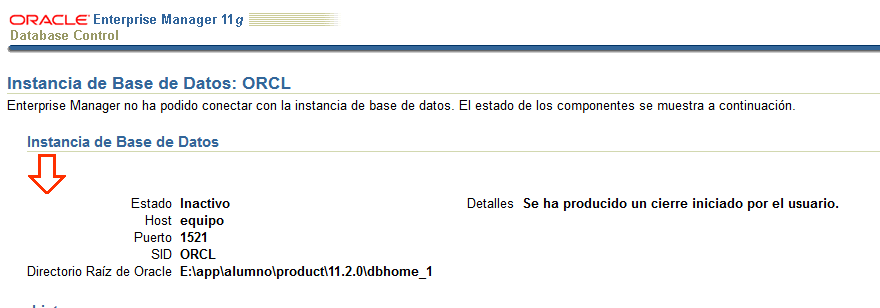 ORACLE Enterprise Manager 11g
Database Control
Instancia de Base de Datos: ORCL
Enterprise Manager no ha podido conectar con la instancia de base de datos. El estado de los componentes se muestra a continuación.
Instancia de Base de Datos
Estado Inactivo Detalles Se ha producido un cierre iniciado por el usuario.
Host equipo
Puerto 1521
SID ORCL
Directorio Raíz de Oracle E:\app\alumno\product\11.2.0\dbhome_1